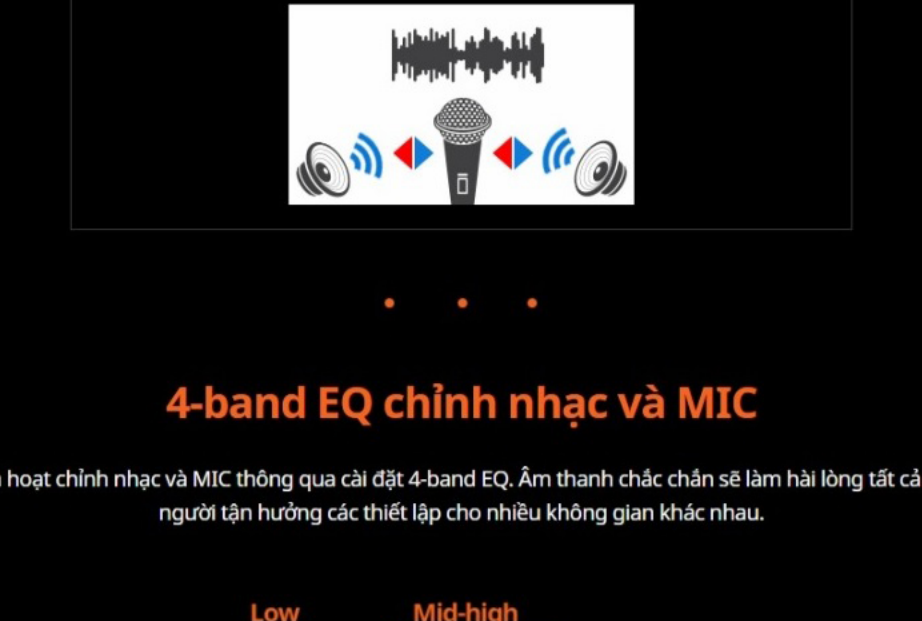 4-band EQ chỉnh nhạc và MIC
hoạt chỉnh nhạc và MIC thông qua cài đặt 4-band EQ. Âm thanh chắc chắn sẽ làm hài lòng tất cả
người tận hưởng các thiết lập cho nhiều không gian khác nhau.
Low Mid-high